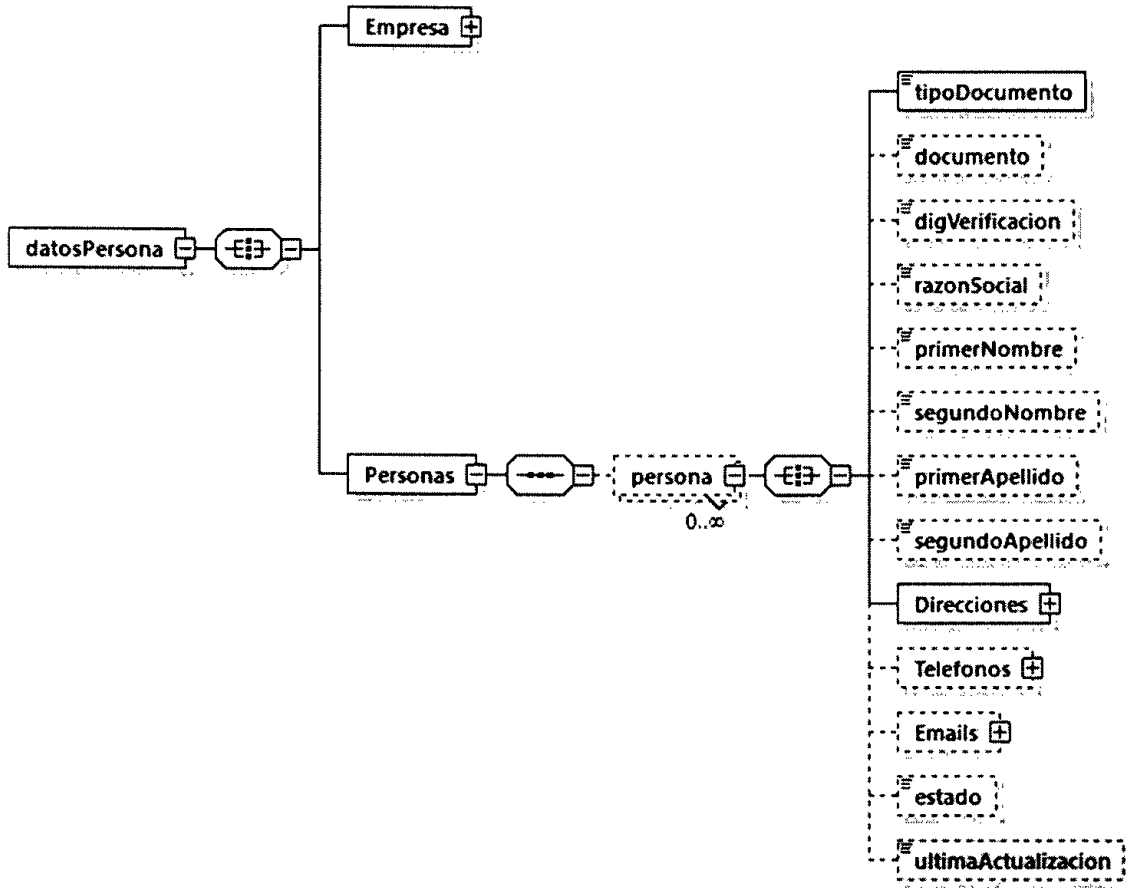 Empresa
tipoDocumento
documento
digVerificacion
datosPersona
razonSocial
primerNombre
segundoNombre
Personas
persona
primerApellido
0..∞
segundoApellido
Direcciones
Telefonos
Emails
estado
ultimaActualizacion